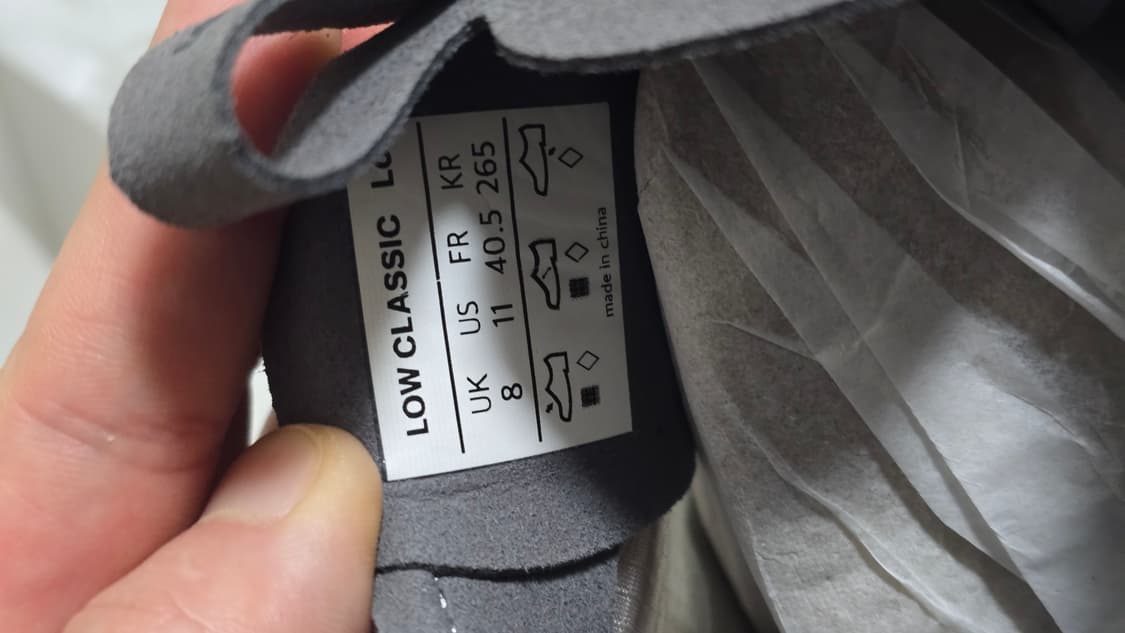 LOW CLASSIC
UK US FR KR
8 11 40.5 265
made in china